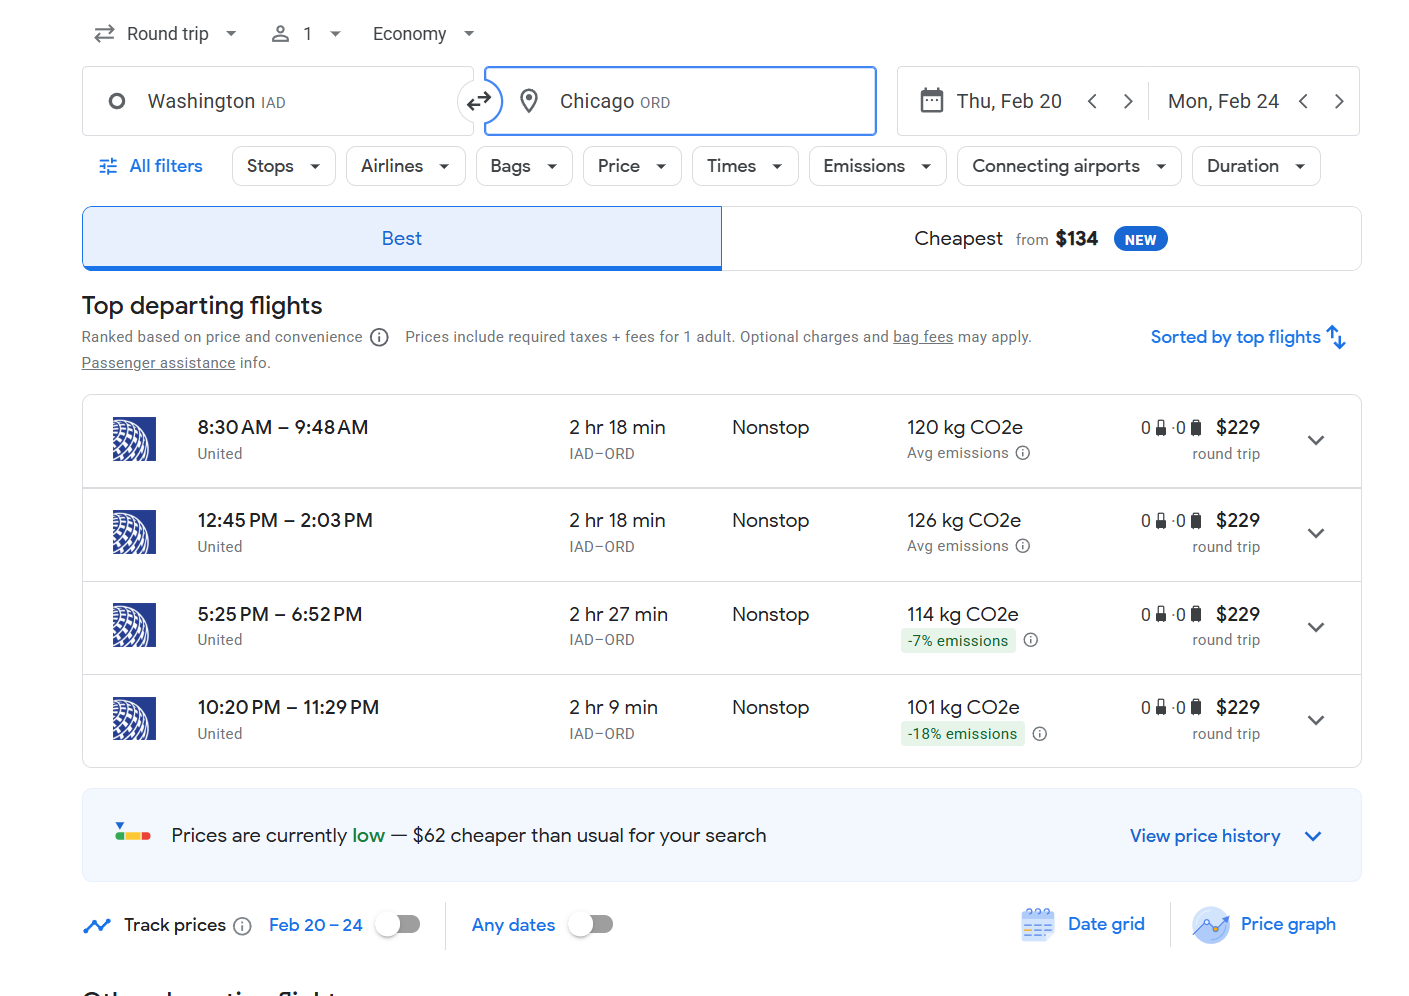 Round trip 1 Economy
Washington IAD Chicago ORD Thu, Feb 20 Mon, Feb 24
All filters Stops Airlines Bags Price Times Emissions Connecting airports Duration
Best Cheapest from $134 NEW
Top departing flights
Ranked based on price and convenience Prices include required taxes + fees for 1 adult. Optional charges and bag fees may apply. Sorted by top flights
Passenger assistance info.
8:30 AM – 9:48 AM 2 hr 18 min Nonstop 120 kg CO2e 0 · 0 $229
United IAD–ORD Avg emissions round trip
12:45 PM – 2:03 PM 2 hr 18 min Nonstop 126 kg CO2e 0 · 0 $229
United IAD–ORD Avg emissions round trip
5:25 PM – 6:52 PM 2 hr 27 min Nonstop 114 kg CO2e 0 · 0 $229
United IAD–ORD -7% emissions round trip
10:20 PM – 11:29 PM 2 hr 9 min Nonstop 101 kg CO2e 0 · 0 $229
United IAD–ORD -18% emissions round trip
Prices are currently low — $62 cheaper than usual for your search View price history
Track prices Feb 20 – 24 Any dates Date grid Price graph